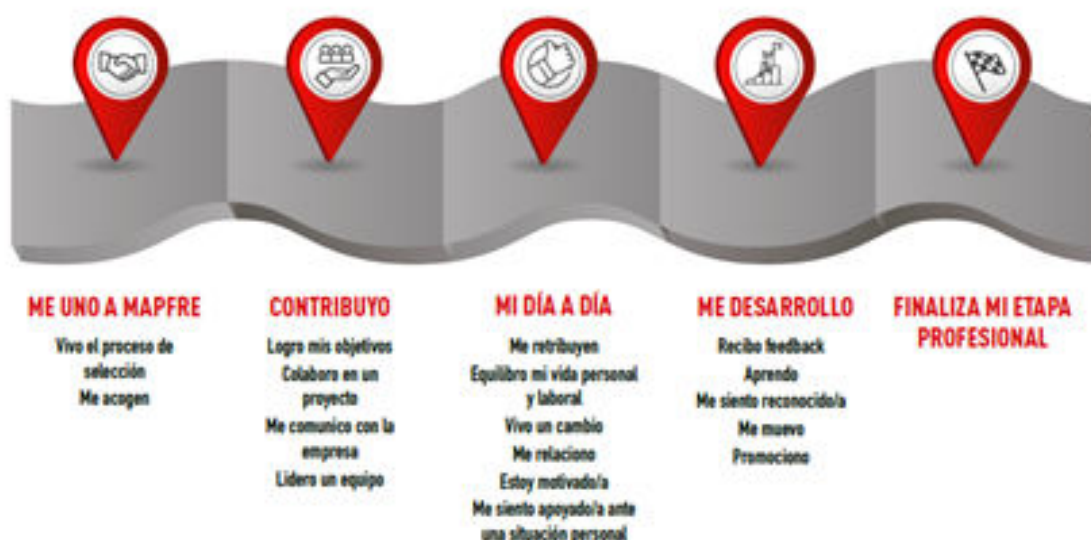 ME UNO A MAPFRE
Vivo el proceso de
selección
Me acogen
CONTRIBUYO
Logro mis objetivos
Colaboro en un
proyecto
Me comunico con la
empresa
Lidero un equipo
MI DÍA A DÍA
Me retribuyen
Equilibro mi vida personal
y laboral
Vivo un cambio
Me relaciono
Estoy motivado/a
Me siento apoyado/a ante
una situación personal
ME DESARROLLO
Recibo feedback
Aprendo
Me siento reconocido/a
Me muevo
Promociono
FINALIZA MI ETAPA
PROFESIONAL